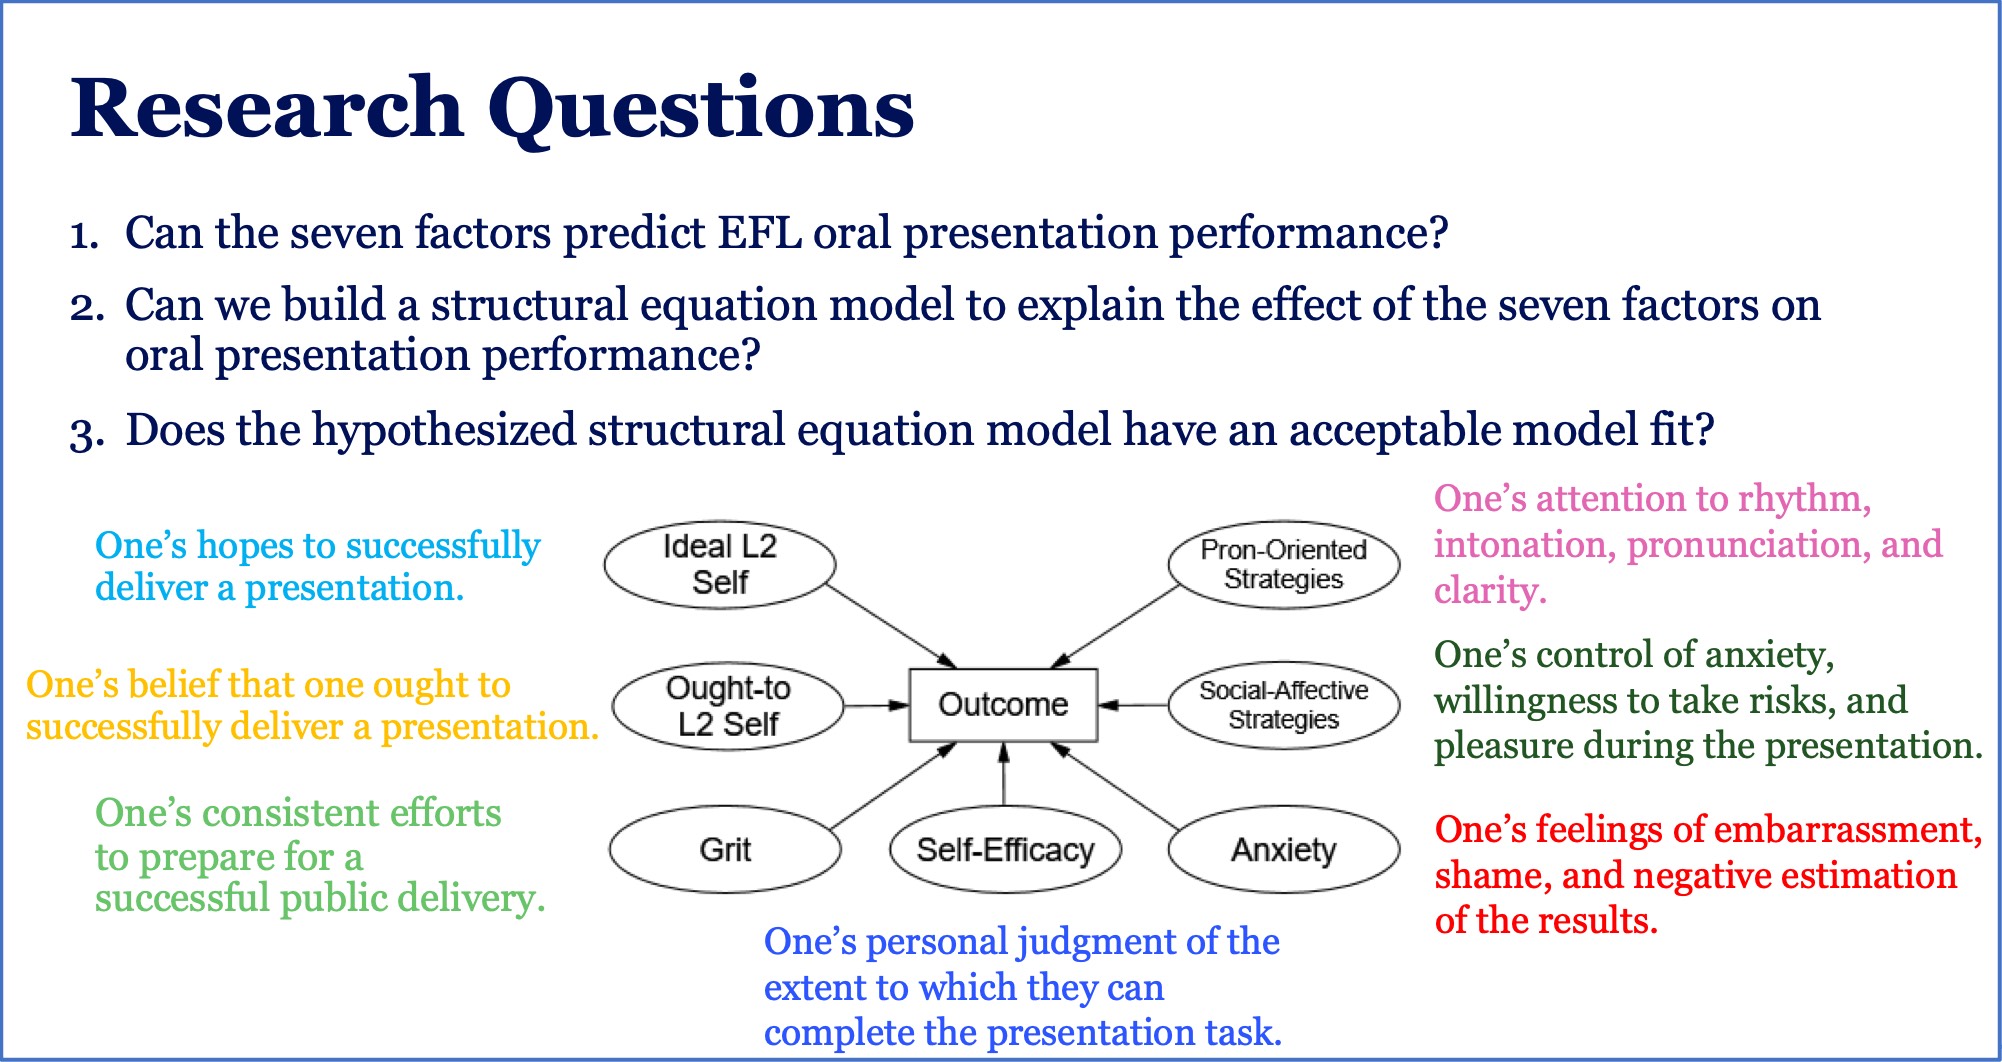 Research Questions
1. Can the seven factors predict EFL oral presentation performance?
2. Can we build a structural equation model to explain the effect of the seven factors on
oral presentation performance?
3. Does the hypothesized structural equation model have an acceptable model fit?
One’s hopes to successfully
deliver a presentation.
One’s belief that one ought to
successfully deliver a presentation.
One’s consistent efforts
to prepare for a
successful public delivery.
Ideal L2
Self
Ought-to
L2 Self
Grit
Self-Efficacy
Outcome
Pron-Oriented
Strategies
Social-Affective
Strategies
Anxiety
One’s personal judgment of the
extent to which they can
complete the presentation task.
One’s attention to rhythm,
intonation, pronunciation, and
clarity.
One’s control of anxiety,
willingness to take risks, and
pleasure during the presentation.
One’s feelings of embarrassment,
shame, and negative estimation
of the results.